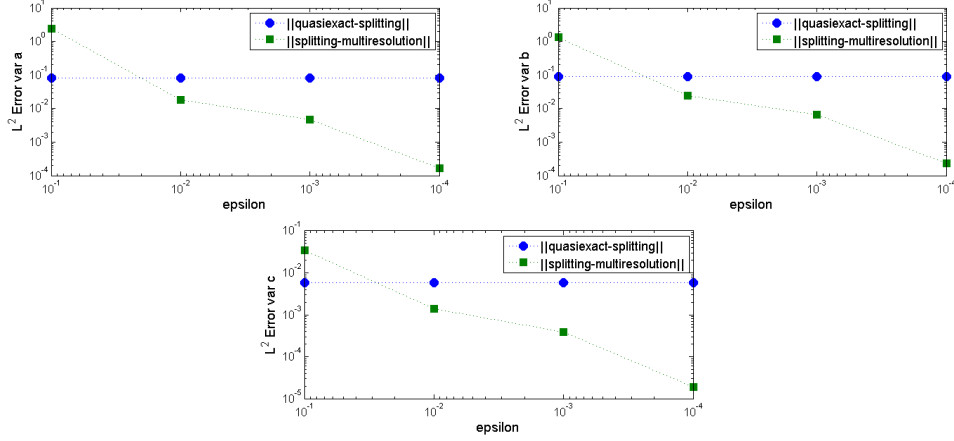 10^1
10^0
10^-1
10^-2
10^-3
10^-4
L^2 Error var a
||quasiexact-splitting||
||splitting-multiresolution||
10^-1
10^-2
10^-3
10^-4
epsilon
10^1
10^0
10^-1
10^-2
10^-3
10^-4
L^2 Error var b
||quasiexact-splitting||
||splitting-multiresolution||
10^-1
10^-2
10^-3
10^-4
epsilon
10^-1
10^-2
10^-3
10^-4
10^-5
L^2 Error var c
||quasiexact-splitting||
||splitting-multiresolution||
10^-1
10^-2
10^-3
10^-4
epsilon